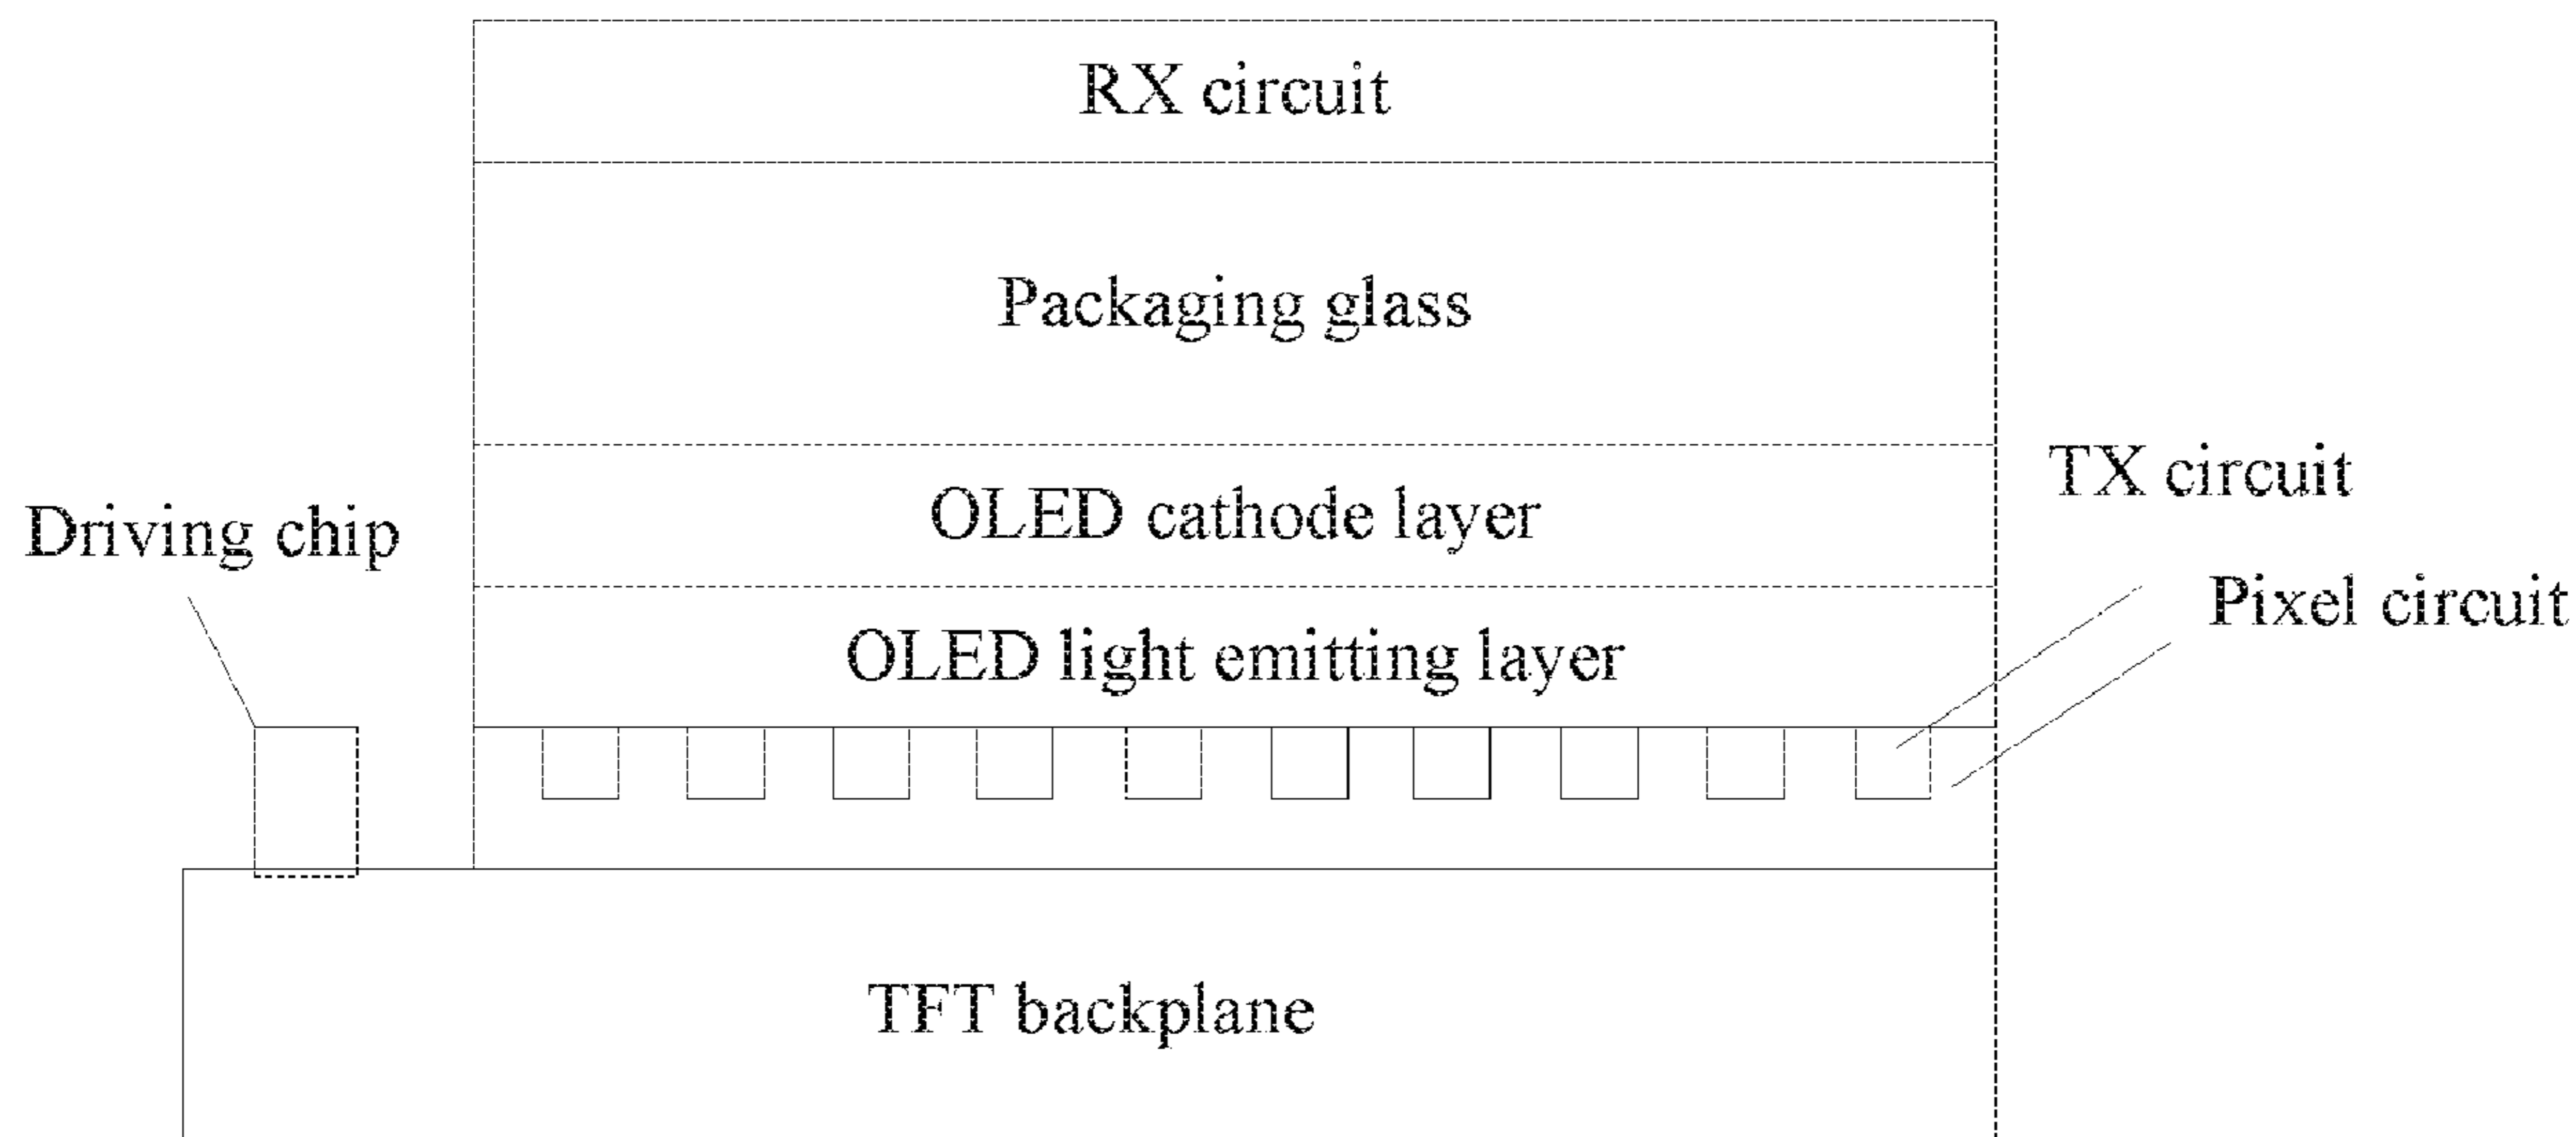 RX circuit
Packaging glass
OLED cathode layer
TX circuit
Driving chip
Pixel circuit
OLED light emitting layer
TFT backplane